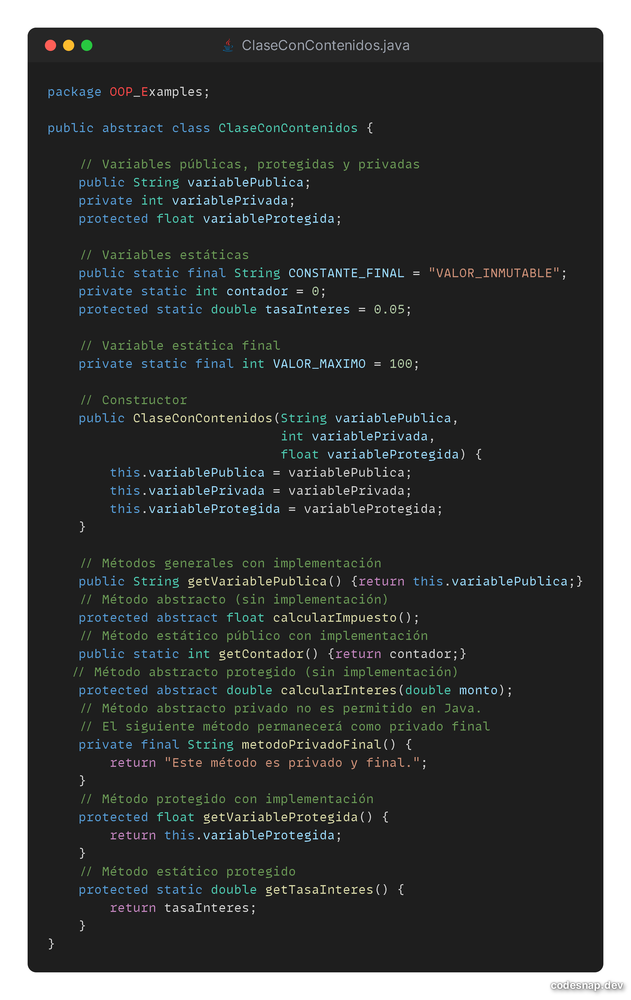 ClaseConContenidos.java
package OOP_Examples;
public abstract class ClaseConContenidos {
// Variables públicas, protegidas y privadas
public String variablePublica;
private int variablePrivada;
protected float variableProtegida;
// Variables estáticas
public static final String CONSTANTE_FINAL = "VALOR_INMUTABLE";
private static int contador = 0;
protected static double tasaInteres = 0.05;
// Variable estática final
private static final int VALOR_MAXIMO = 100;
// Constructor
public ClaseConContenidos(String variablePublica,
int variablePrivada,
float variableProtegida) {
this.variablePublica = variablePublica;
this.variablePrivada = variablePrivada;
this.variableProtegida = variableProtegida;
}
// Métodos generales con implementación
public String getVariablePublica() {return this.variablePublica;}
// Método abstracto (sin implementación)
protected abstract float calcularImpuesto();
// Método estático público con implementación
public static int getContador() {return contador;}
// Método abstracto protegido (sin implementación)
protected abstract double calcularInteres(double monto);
// Método abstracto privado no es permitido en Java.
// El siguiente método permanecerá como privado final
private final String metodoPrivadoFinal() {
return "Este método es privado y final.";
}
// Método protegido con implementación
protected float getVariableProtegida() {
return this.variableProtegida;
}
// Método estático protegido
protected static double getTasaInteres() {
return tasaInteres;
}
}
codesnap.dev